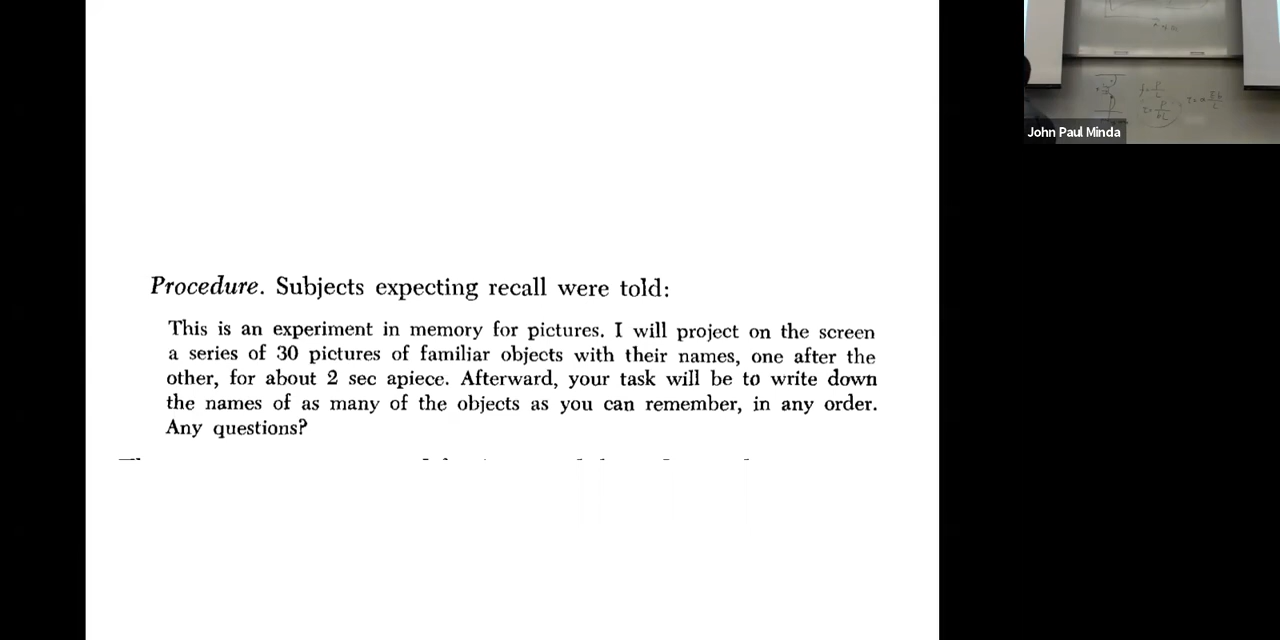 Procedure. Subjects expecting recall were told:
This is an experiment in memory for pictures. I will project on the screen
a series of 30 pictures of familiar objects with their names, one after the
other, for about 2 sec apiece. Afterward, your task will be to write down
the names of as many of the objects as you can remember, in any order.
Any questions?
John Paul Minda